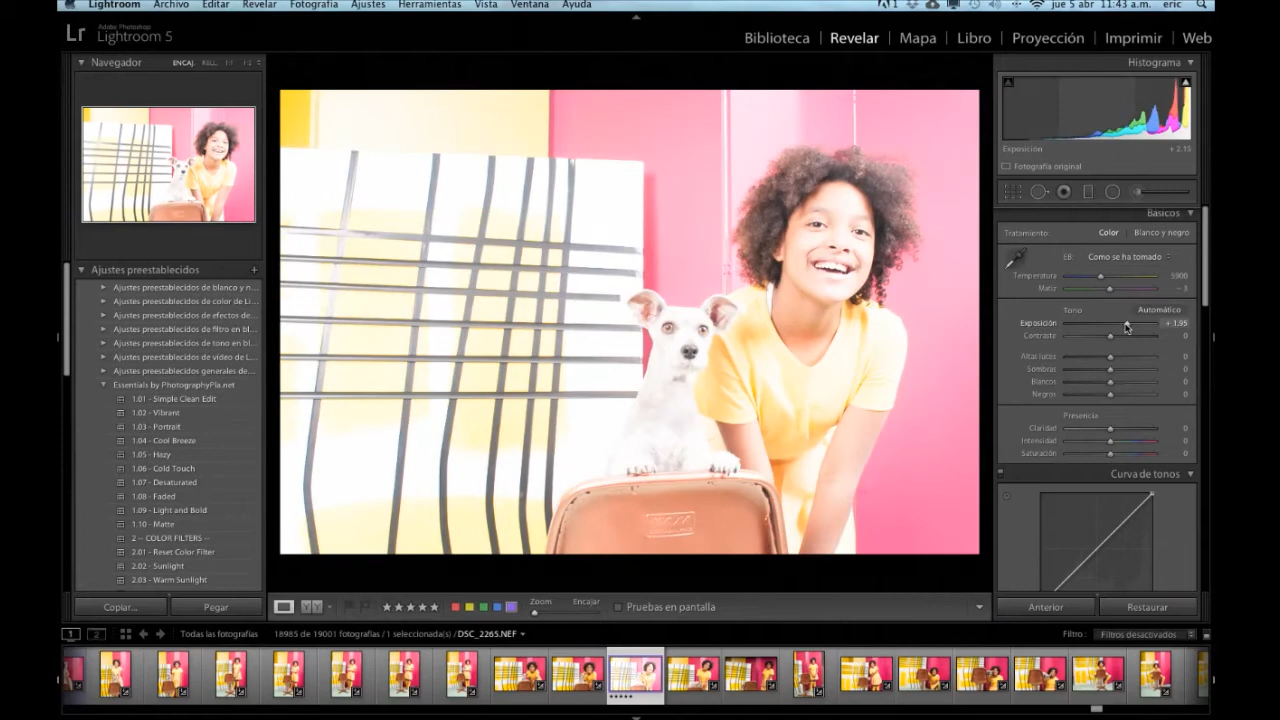 Lightroom Archivo Editar Revelar Fotografía Ajustes Herramientas Vista Ventana Ayuda
1 mar 5 abr 11:43 a.m. eric
Lr Adobe Photoshop
Lightroom 5
Biblioteca Revelar Mapa Libro Proyección Imprimir Web
Navegador ENCAJ. RELL. 1:1 1:2
Histograma
Exposición + 2.15
Fotografía original
Básicos
Tratamiento: Color Blanco y negro
EB: Como se ha tomado
Temperatura 5900
Matiz - 3
Tono Automático
Exposición + 1.95
Contraste 0
Altas luces 0
Sombras 0
Blancos 0
Negros 0
Presencia
Claridad 0
Intensidad 0
Saturación 0
Curva de tonos
Ajustes preestablecidos +
Ajustes preestablecidos de blanco y n...
Ajustes preestablecidos de color de Li...
Ajustes preestablecidos de efectos de...
Ajustes preestablecidos de filtro en bl...
Ajustes preestablecidos de tono en bl...
Ajustes preestablecidos de vídeo de L...
Ajustes preestablecidos generales de...
Essentials by PhotographyPla.net
1.01 - Simple Clean Edit
1.02 - Vibrant
1.03 - Portrait
1.04 - Cool Breeze
1.05 - Hazy
1.06 - Cold Touch
1.07 - Desaturated
1.08 - Faded
1.09 - Light and Bold
1.10 - Matte
2 -- COLOR FILTERS --
2.01 - Reset Color Filter
2.02 - Sunlight
2.03 - Warm Sunlight
Copiar... Pegar
Zoom Encajar
Pruebas en pantalla
Anterior Restaurar
1 2 Todas las fotografías 18985 de 19001 fotografías / 1 seleccionada(s) / DSC_2265.NEF
Filtro : Filtros desactivados